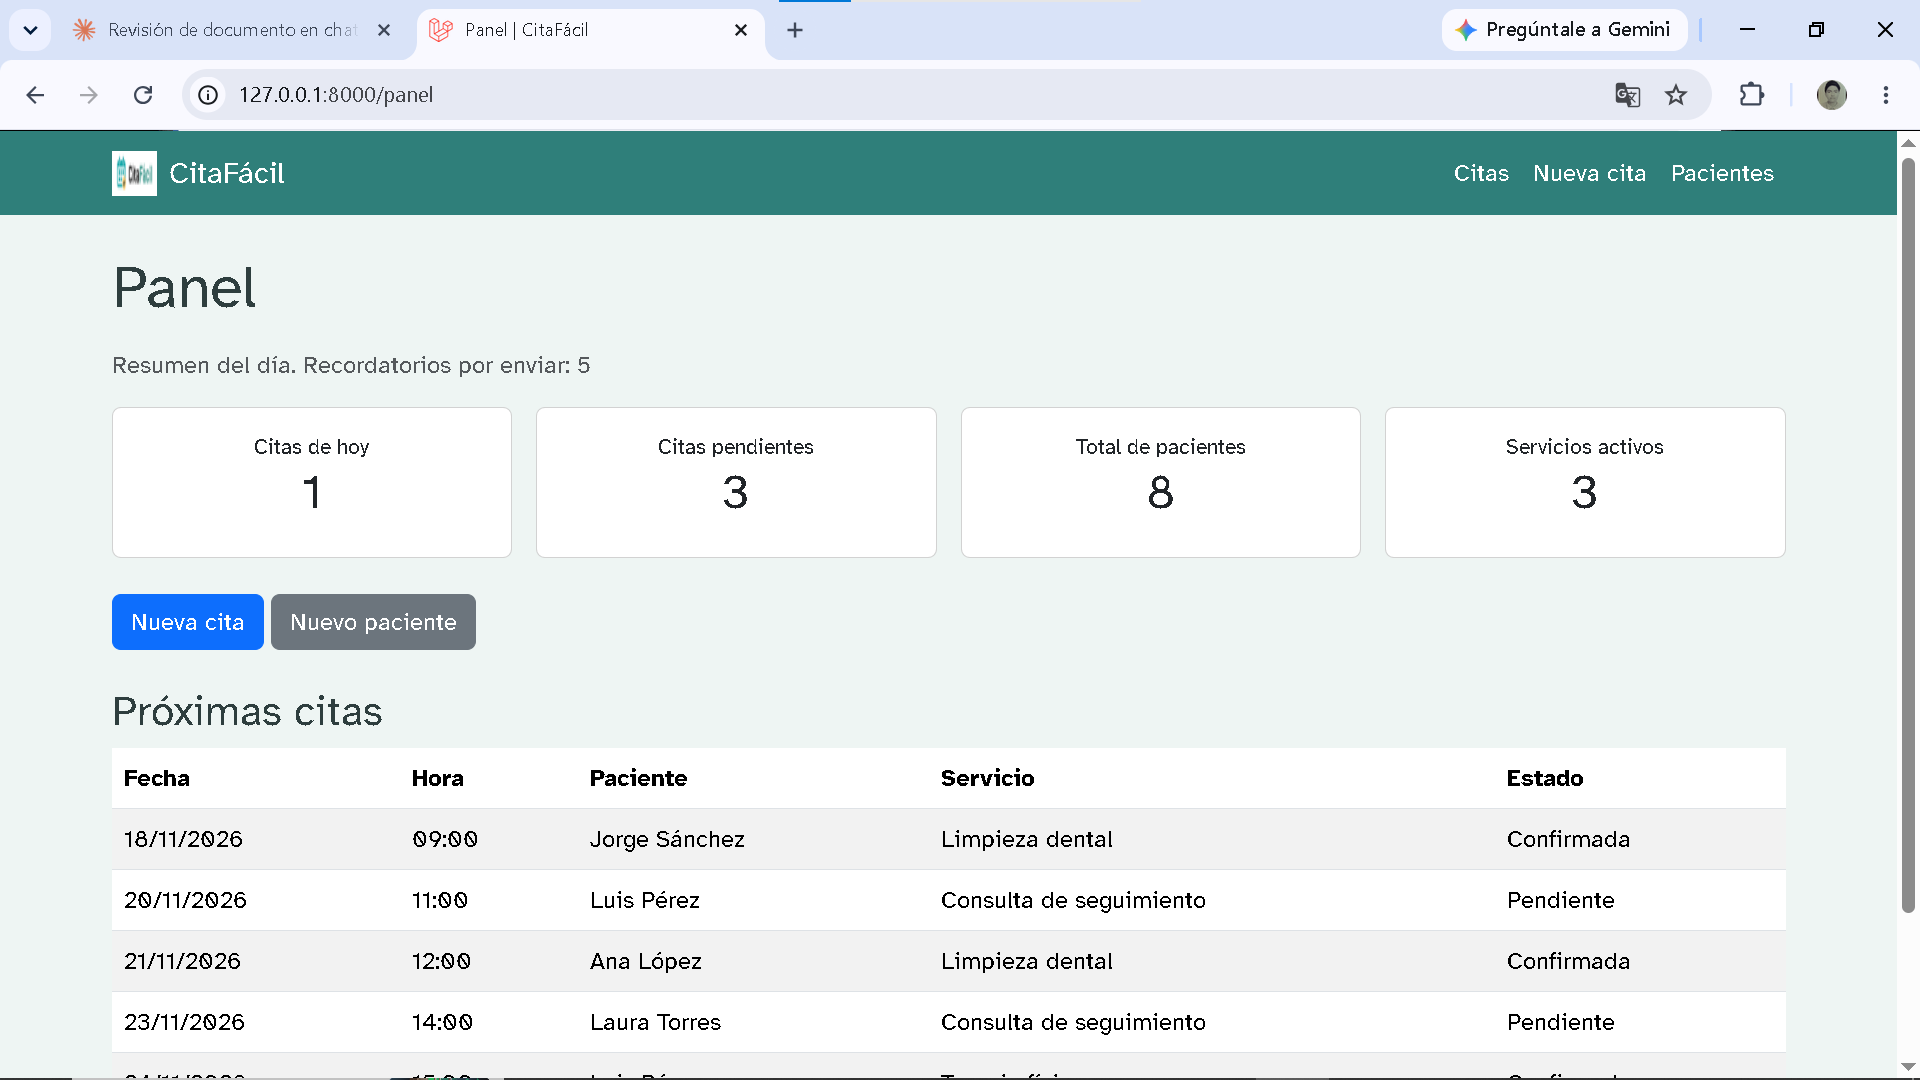 Revisión de documento en chat
Panel | CitaFácil
Pregúntale a Gemini
127.0.0.1:8000/panel
CitaFácil
CitaFácil
Citas
Nueva cita
Pacientes
Panel
Resumen del día. Recordatorios por enviar: 5
Citas de hoy
1
Citas pendientes
3
Total de pacientes
8
Servicios activos
3
Nueva cita
Nuevo paciente
Próximas citas
Fecha Hora Paciente Servicio Estado
18/11/2026 09:00 Jorge Sánchez Limpieza dental Confirmada
20/11/2026 11:00 Luis Pérez Consulta de seguimiento Pendiente
21/11/2026 12:00 Ana López Limpieza dental Confirmada
23/11/2026 14:00 Laura Torres Consulta de seguimiento Pendiente